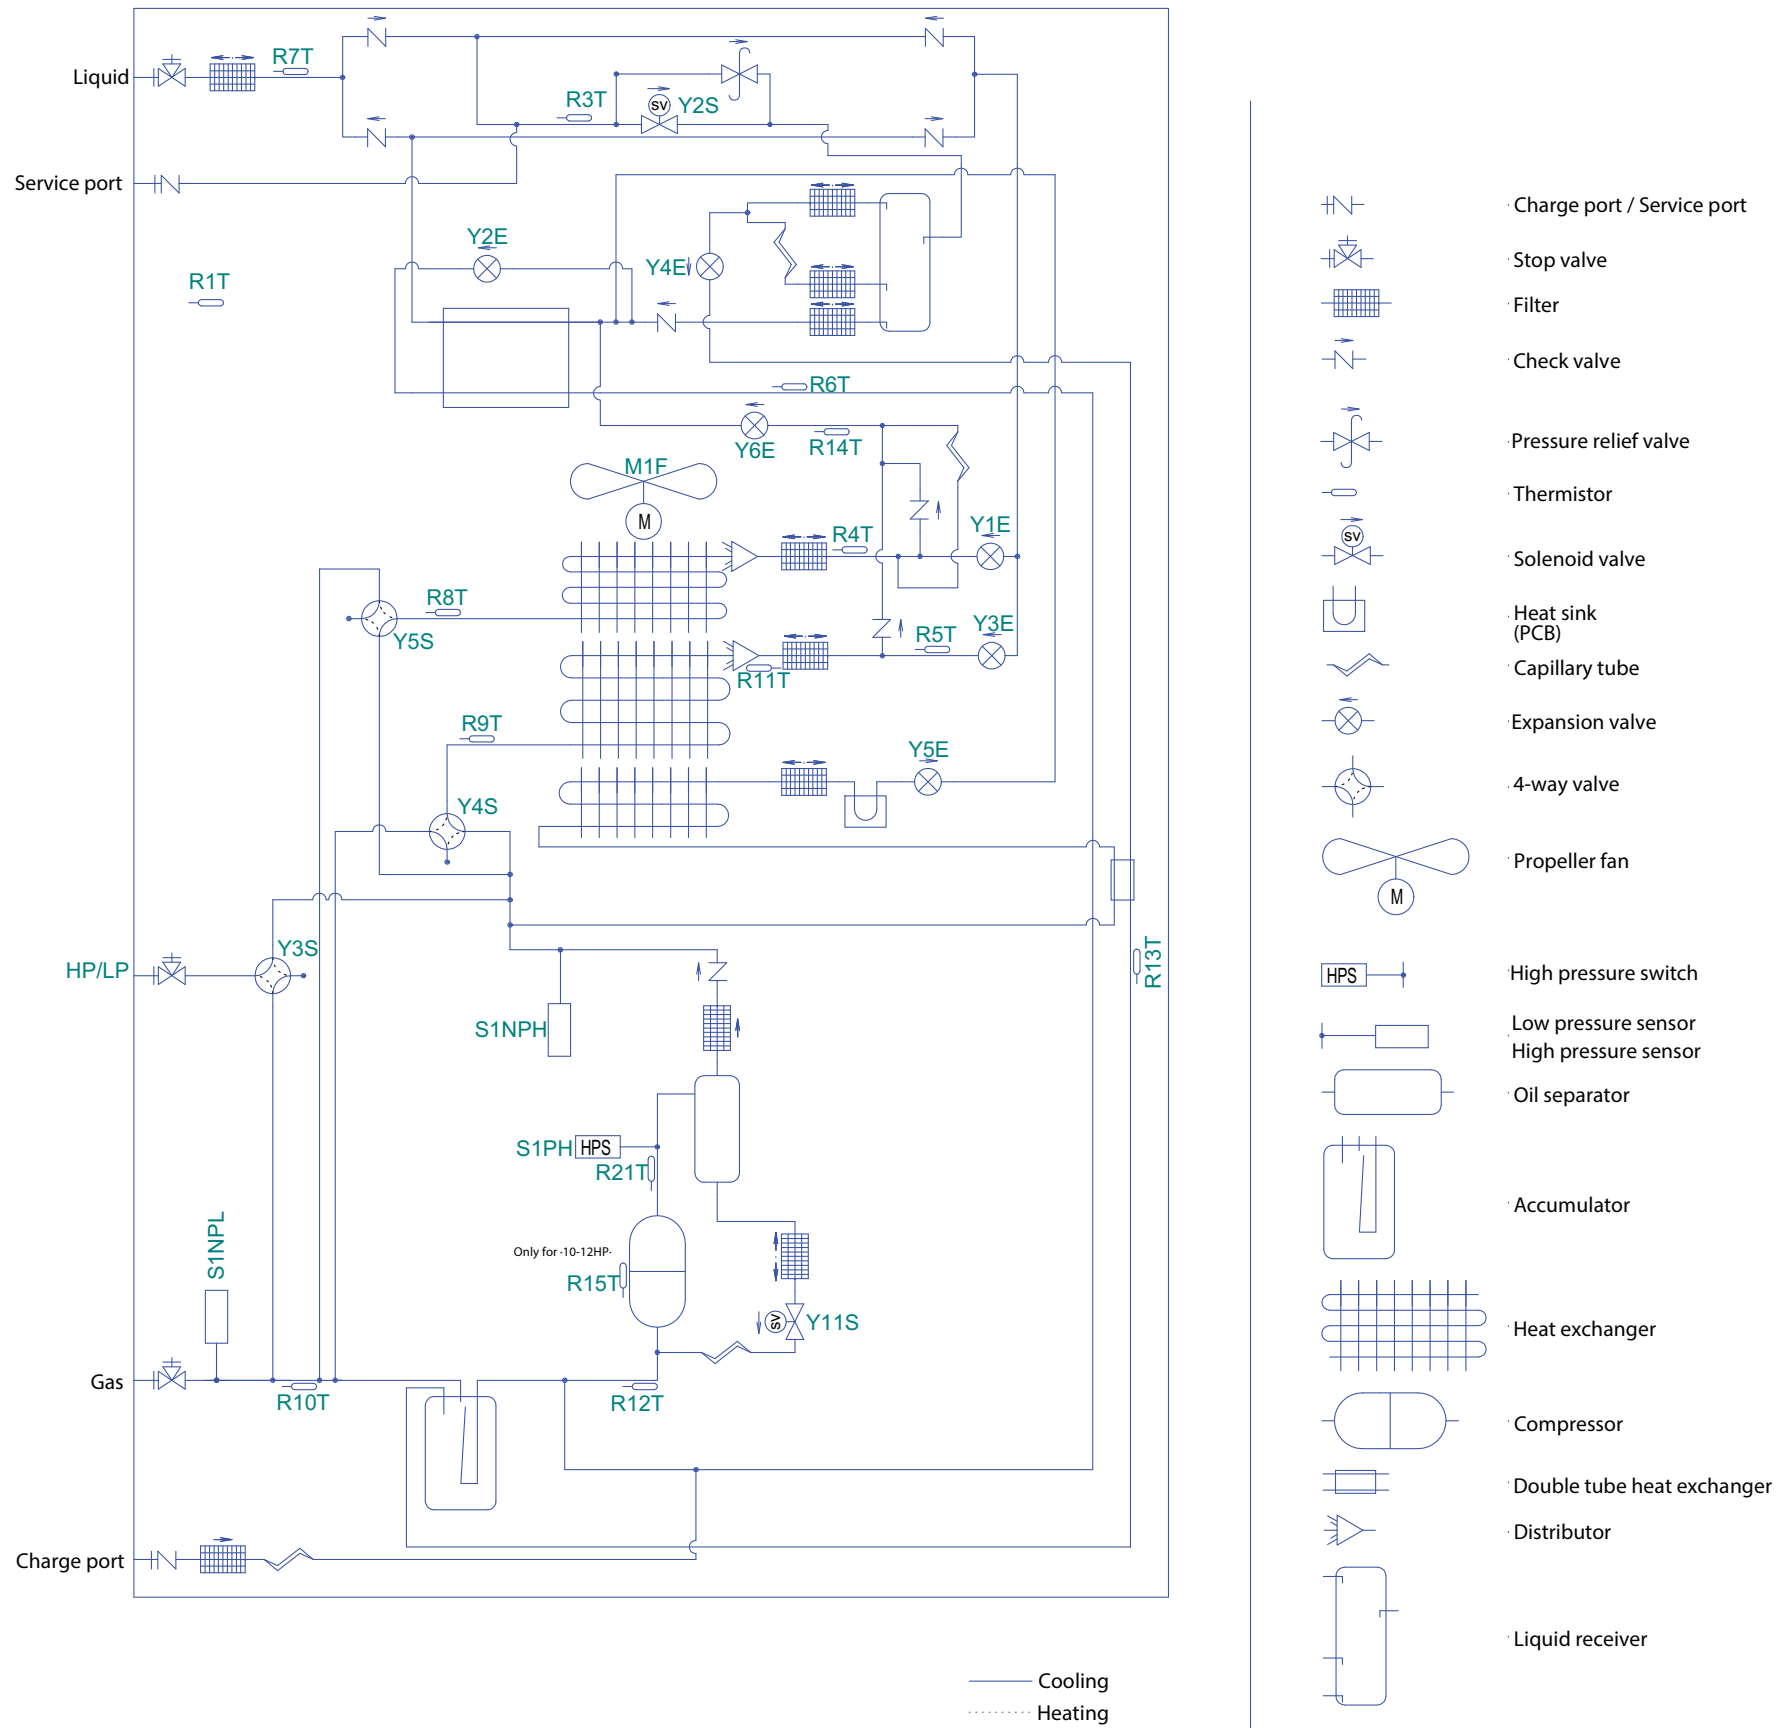 Liquid
R7T
R3T
SV
Y2S
Service port
Y2E
Y4E
R1T
R6T
Y6E
R14T
M1F
M
R4T
Y1E
R8T
Y5S
R5T
Y3E
R11T
R9T
Y5E
Y4S
Y3S
HP/LP
R13T
S1NPH
S1PH
HPS
R21T
S1NPL
Only for ·10-12HP·
R15T
SV
Y11S
Gas
R10T
R12T
Charge port
Cooling
Heating
Charge port / Service port
Stop valve
Filter
Check valve
Pressure relief valve
Thermistor
SV
Solenoid valve
Heat sink
(PCB)
Capillary tube
Expansion valve
4-way valve
Propeller fan
M
HPS
High pressure switch
Low pressure sensor
High pressure sensor
Oil separator
Accumulator
Heat exchanger
Compressor
Double tube heat exchanger
Distributor
Liquid receiver